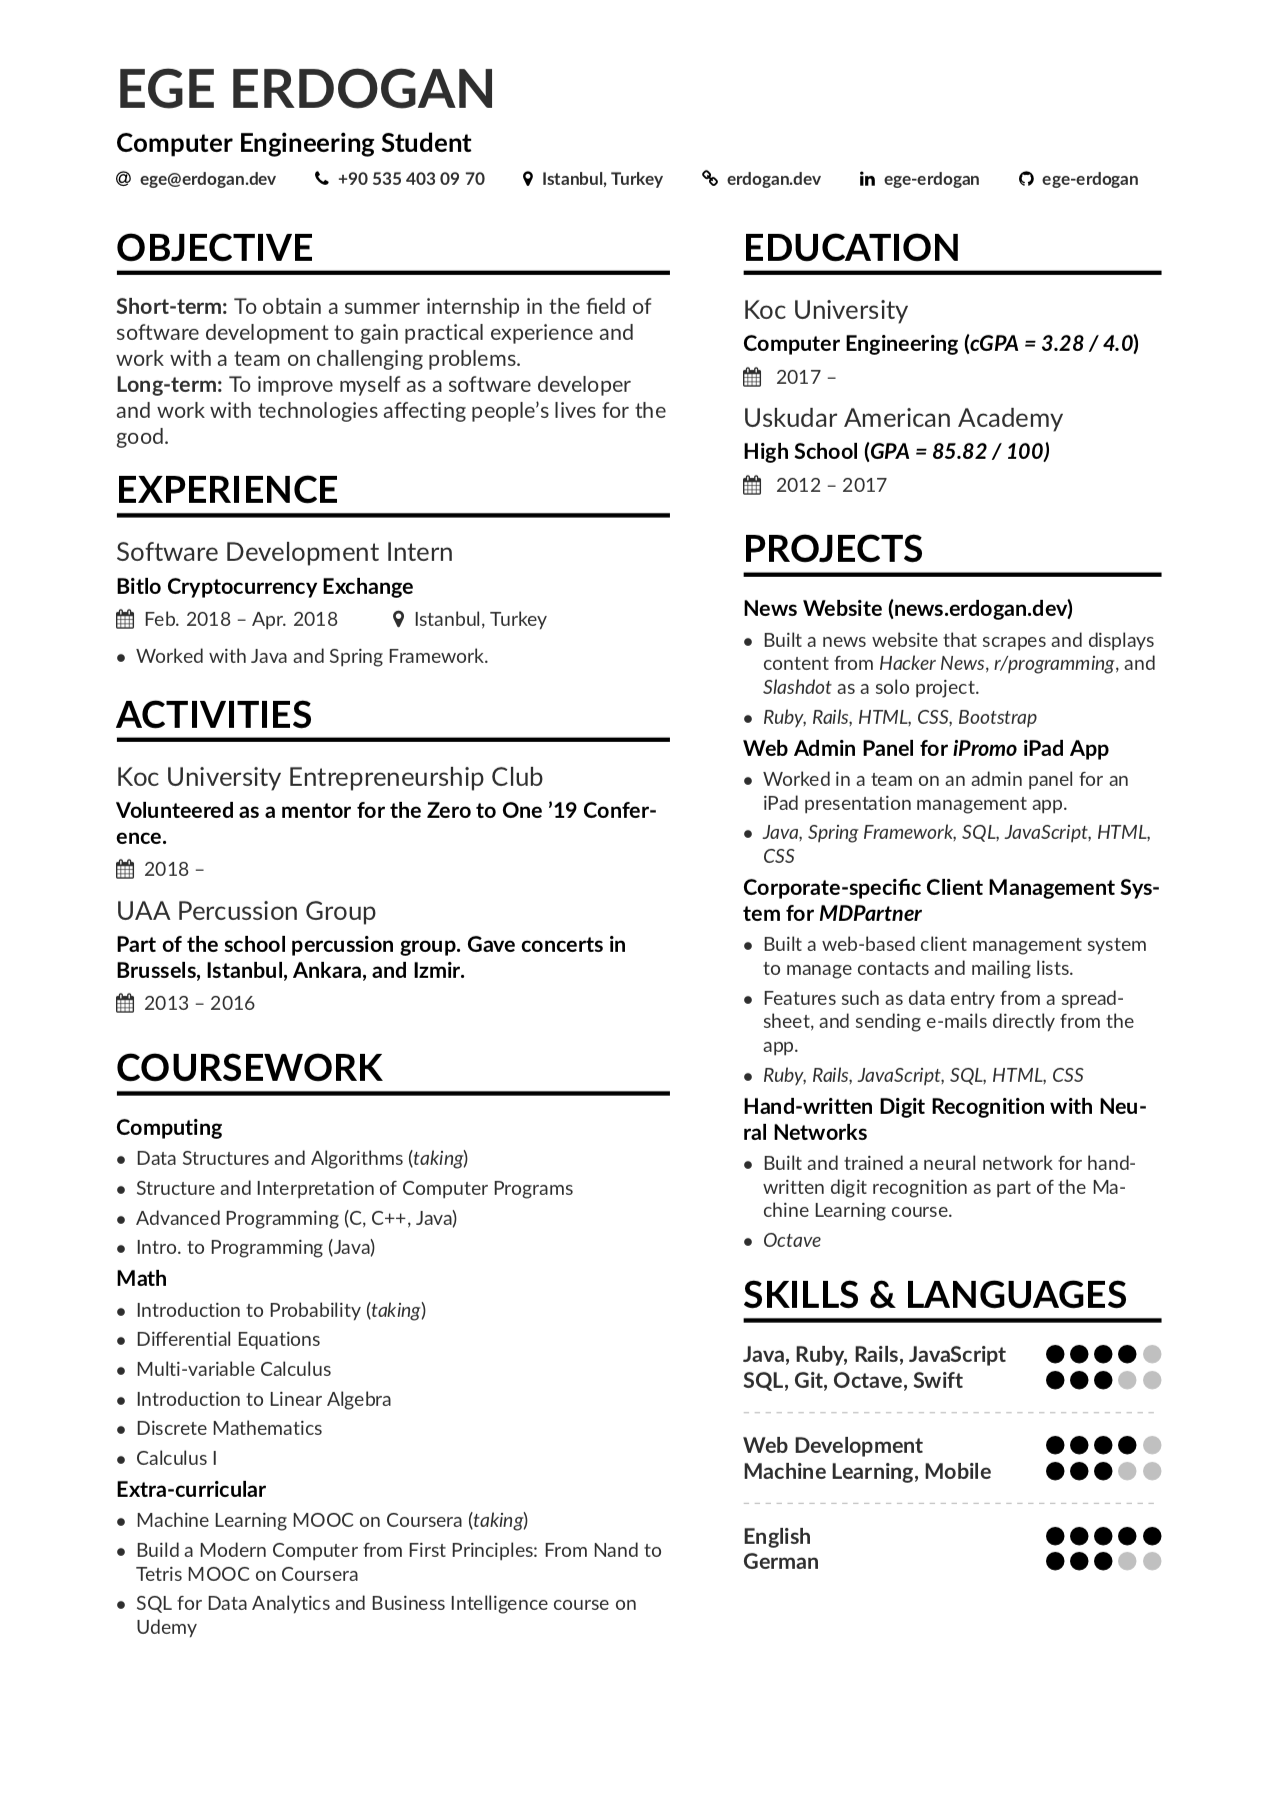 EGE ERDOGAN
Computer Engineering Student
ege@erdogan.dev +90 535 403 09 70 Istanbul, Turkey erdogan.dev ege-erdogan ege-erdogan
OBJECTIVE
Short-term: To obtain a summer internship in the field of
software development to gain practical experience and
work with a team on challenging problems.
Long-term: To improve myself as a software developer
and work with technologies affecting people's lives for the
good.
EXPERIENCE
Software Development Intern
Bitlo Cryptocurrency Exchange
Feb. 2018 – Apr. 2018 Istanbul, Turkey
• Worked with Java and Spring Framework.
ACTIVITIES
Koc University Entrepreneurship Club
Volunteered as a mentor for the Zero to One ’19 Confer-
ence.
2018 –
UAA Percussion Group
Part of the school percussion group. Gave concerts in
Brussels, Istanbul, Ankara, and Izmir.
2013 – 2016
COURSEWORK
Computing
• Data Structures and Algorithms (taking)
• Structure and Interpretation of Computer Programs
• Advanced Programming (C, C++, Java)
• Intro. to Programming (Java)
Math
• Introduction to Probability (taking)
• Differential Equations
• Multi-variable Calculus
• Introduction to Linear Algebra
• Discrete Mathematics
• Calculus I
Extra-curricular
• Machine Learning MOOC on Coursera (taking)
• Build a Modern Computer from First Principles: From Nand to
Tetris MOOC on Coursera
• SQL for Data Analytics and Business Intelligence course on
Udemy
EDUCATION
Koc University
Computer Engineering (cGPA = 3.28 / 4.0)
2017 –
Uskudar American Academy
High School (GPA = 85.82 / 100)
2012 – 2017
PROJECTS
News Website (news.erdogan.dev)
• Built a news website that scrapes and displays
content from Hacker News, r/programming, and
Slashdot as a solo project.
• Ruby, Rails, HTML, CSS, Bootstrap
Web Admin Panel for iPromo iPad App
• Worked in a team on an admin panel for an
iPad presentation management app.
• Java, Spring Framework, SQL, JavaScript, HTML,
CSS
Corporate-specific Client Management Sys-
tem for MDPartner
• Built a web-based client management system
to manage contacts and mailing lists.
• Features such as data entry from a spread-
sheet, and sending e-mails directly from the
app.
• Ruby, Rails, JavaScript, SQL, HTML, CSS
Hand-written Digit Recognition with Neu-
ral Networks
• Built and trained a neural network for hand-
written digit recognition as part of the Ma-
chine Learning course.
• Octave
SKILLS & LANGUAGES
Java, Ruby, Rails, JavaScript
SQL, Git, Octave, Swift
Web Development
Machine Learning, Mobile
English
German